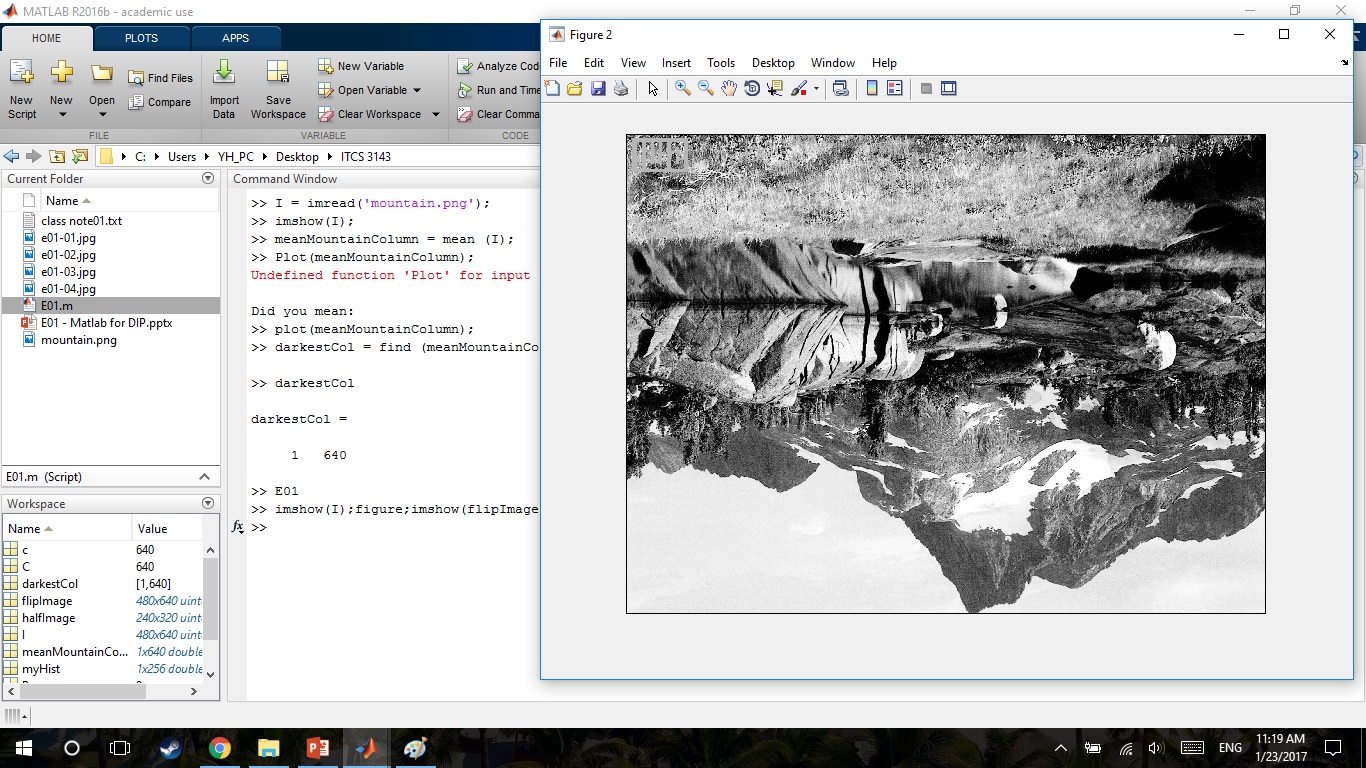 MATLAB R2016b - academic use
HOME PLOTS APPS
New Script
New
Open
Find Files
Compare
Import Data
Save Workspace
New Variable
Open Variable
Clear Workspace
Analyze Cod
Run and Time
Clear Comma
FILE VARIABLE CODE
C: Users YH_PC Desktop ITCS 3143
Current Folder
Name
class note01.txt
e01-01.jpg
e01-02.jpg
e01-03.jpg
e01-04.jpg
E01.m
E01 - Matlab for DIP.pptx
mountain.png
E01.m (Script)
Workspace
Name Value
c 640
C 640
darkestCol [1,640]
flipImage 480x640 uint
halfImage 240x320 uint
I 480x640 uint
meanMountainCo... 1x640 double
myHist 1x256 double
Command Window
>> I = imread('mountain.png');
>> imshow(I);
>> meanMountainColumn = mean (I);
>> Plot(meanMountainColumn);
Undefined function 'Plot' for input
Did you mean:
>> plot(meanMountainColumn);
>> darkestCol = find (meanMountainCo
>> darkestCol
darkestCol =
1 640
>> E01
>> imshow(I);figure;imshow(flipImage
fx >>
Figure 2
File Edit View Insert Tools Desktop Window Help
ENG
11:19 AM
1/23/2017